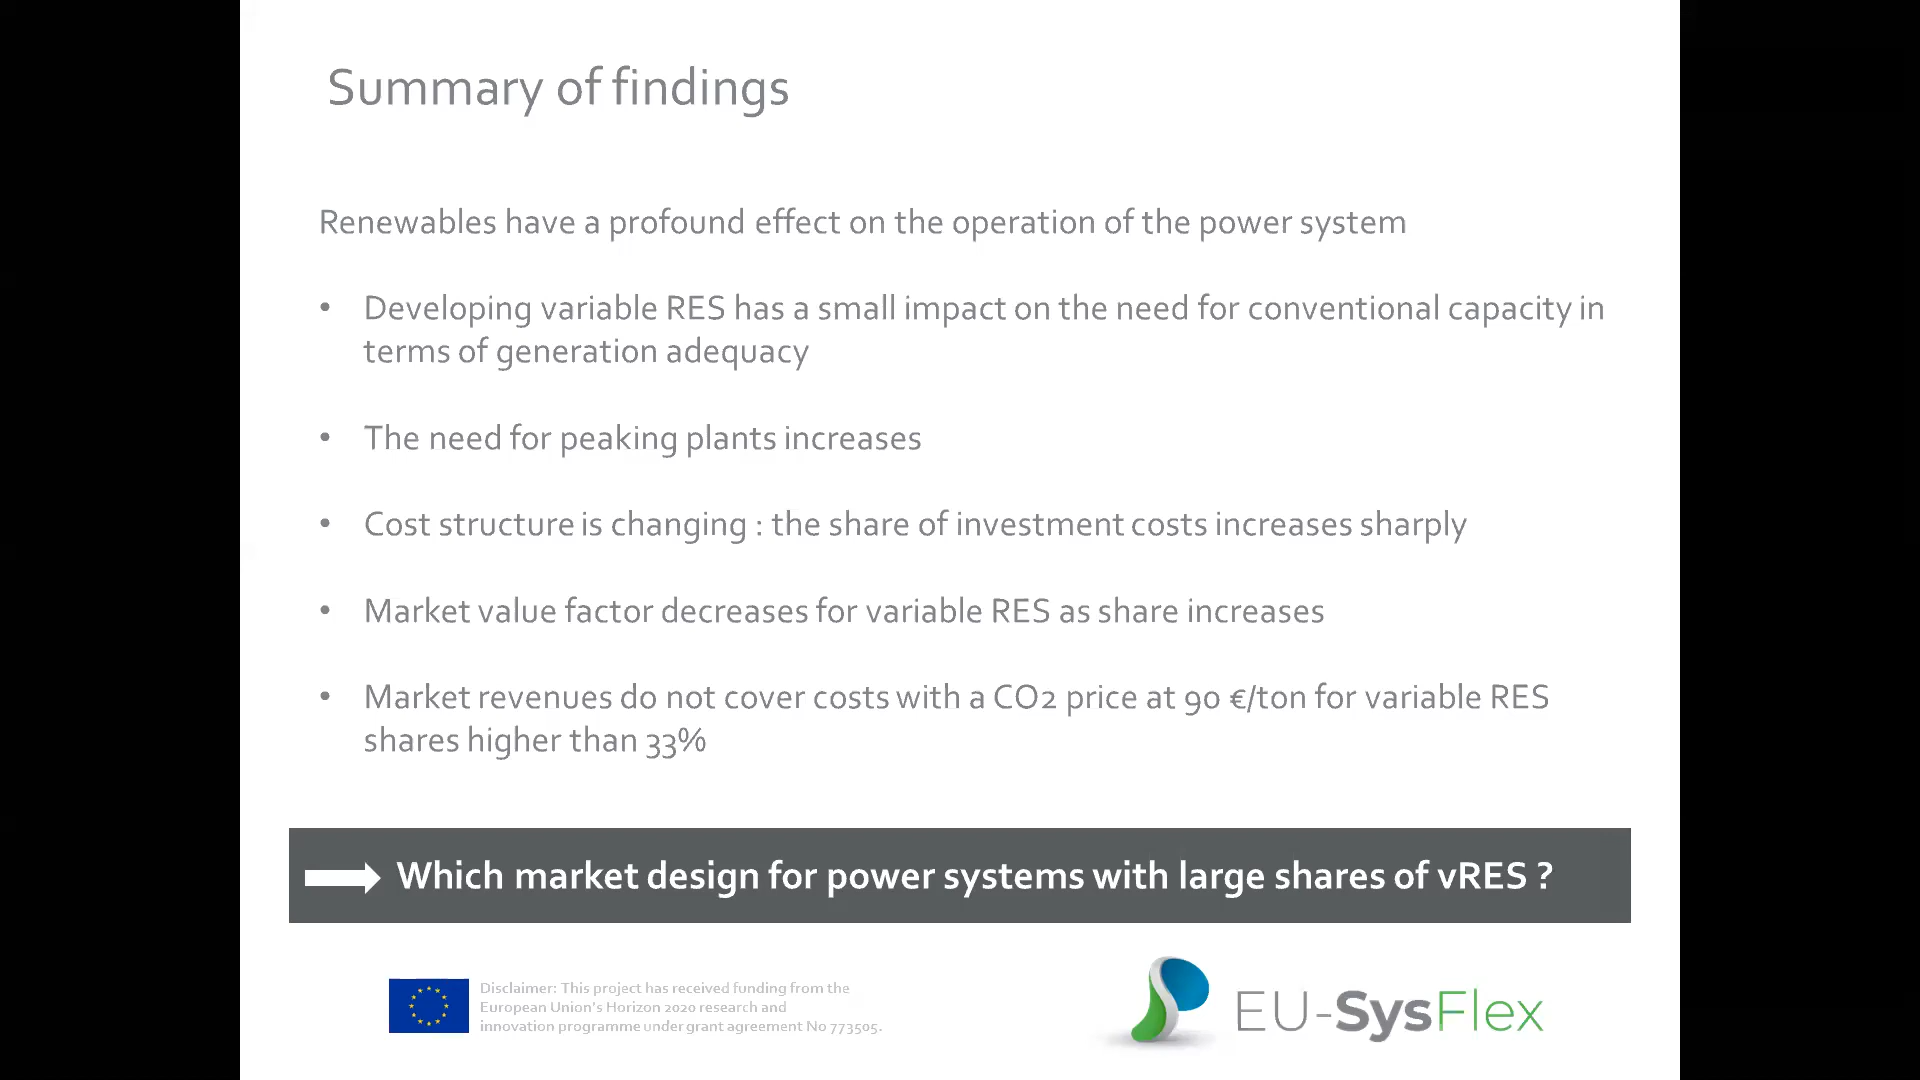 Summary of findings
Renewables have a profound effect on the operation of the power system
• Developing variable RES has a small impact on the need for conventional capacity in
terms of generation adequacy
• The need for peaking plants increases
• Cost structure is changing : the share of investment costs increases sharply
• Market value factor decreases for variable RES as share increases
• Market revenues do not cover costs with a CO2 price at 90 €/ton for variable RES
shares higher than 33%
Which market design for power systems with large shares of vRES ?
Disclaimer: This project has received funding from the
European Union's Horizon 2020 research and
innovation programme under grant agreement No 773505.
EU-SysFlex